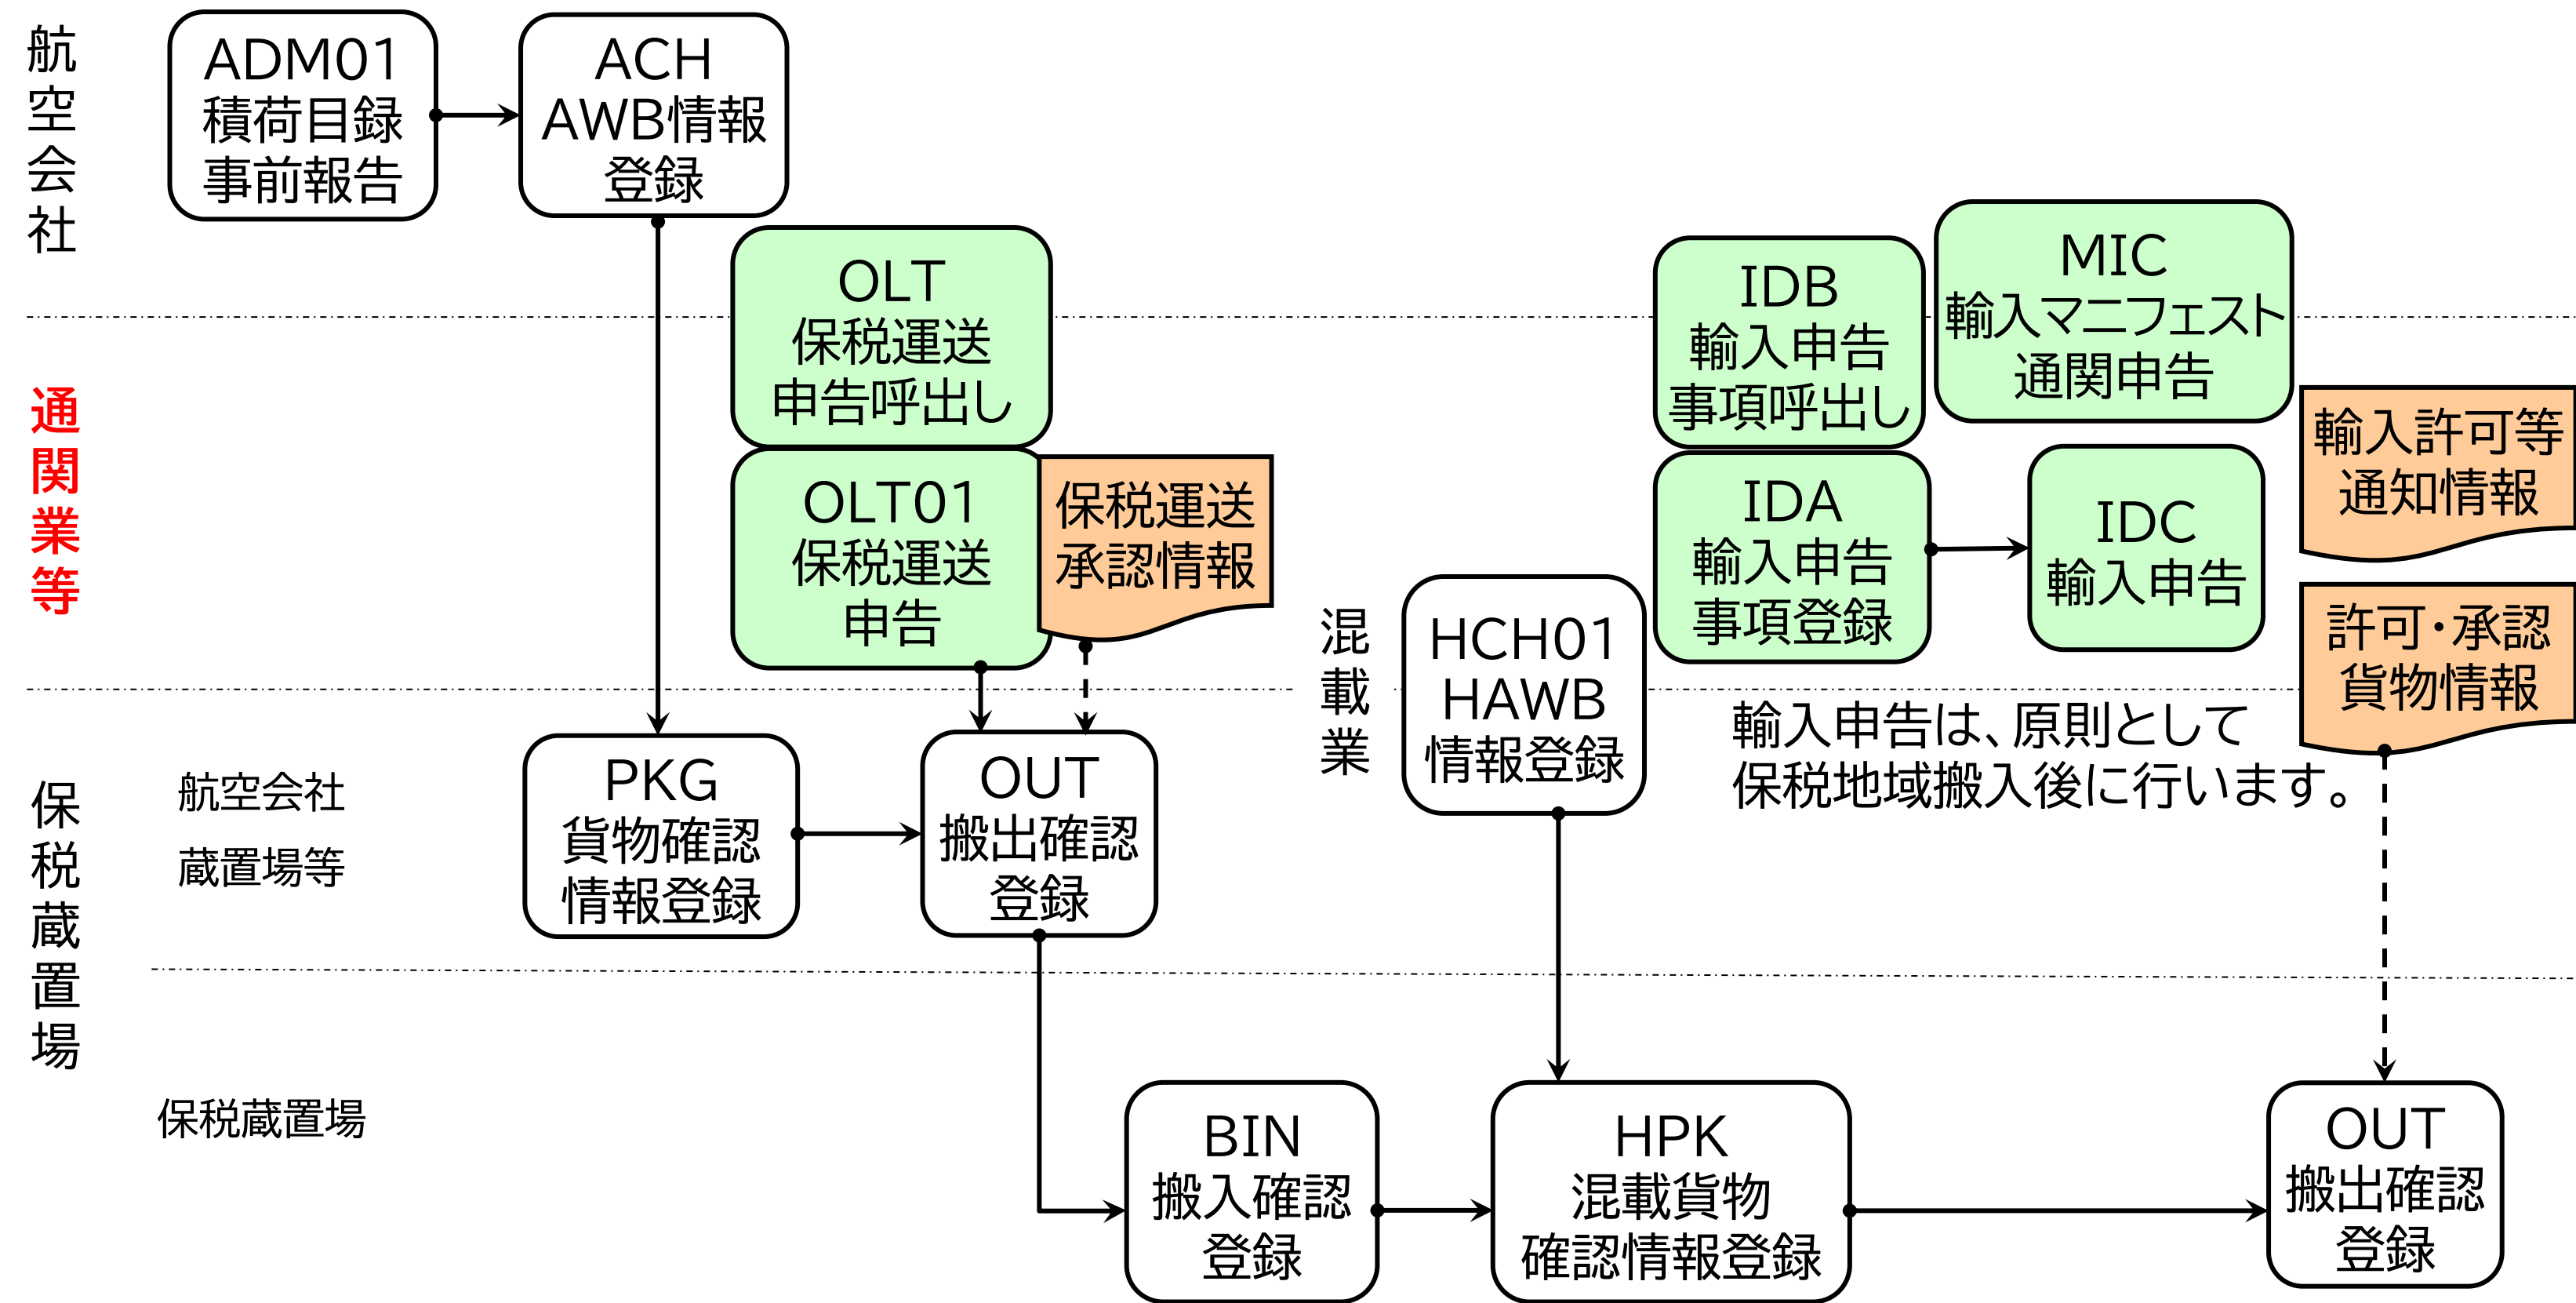 航空会社
ADM01
積荷目録
事前報告
ACH
AWB情報
登録
通関業等
OLT
保税運送
申告呼出し
OLT01
保税運送
申告
保税運送
承認情報
IDB
輸入申告
事項呼出し
MIC
輸入マニフェスト
通関申告
IDA
輸入申告
事項登録
IDC
輸入申告
輸入許可等
通知情報
許可・承認
貨物情報
混載業
HCH01
HAWB
情報登録
輸入申告は、原則として
保税地域搬入後に行います。
保税蔵置場
航空会社
蔵置場等
PKG
貨物確認
情報登録
OUT
搬出確認
登録
保税蔵置場
BIN
搬入確認
登録
HPK
混載貨物
確認情報登録
OUT
搬出確認
登録